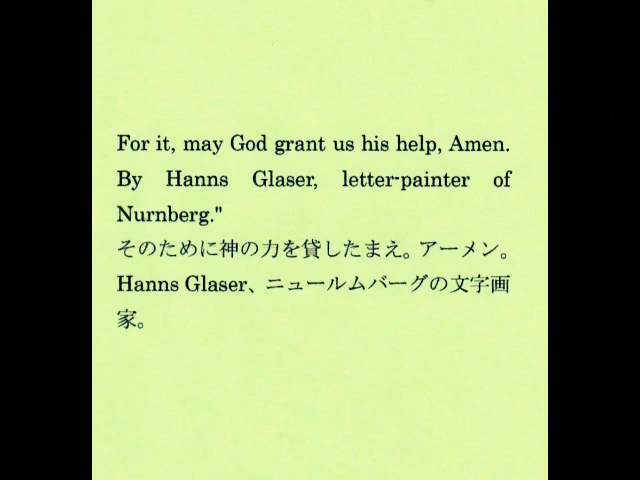 For it, may God grant us his help, Amen.
By Hanns Glaser, letter-painter of
Nurnberg."
そのために神の力を貸したまえ。アーメン。
Hanns Glaser、ニュールムバーグの文字画
家。